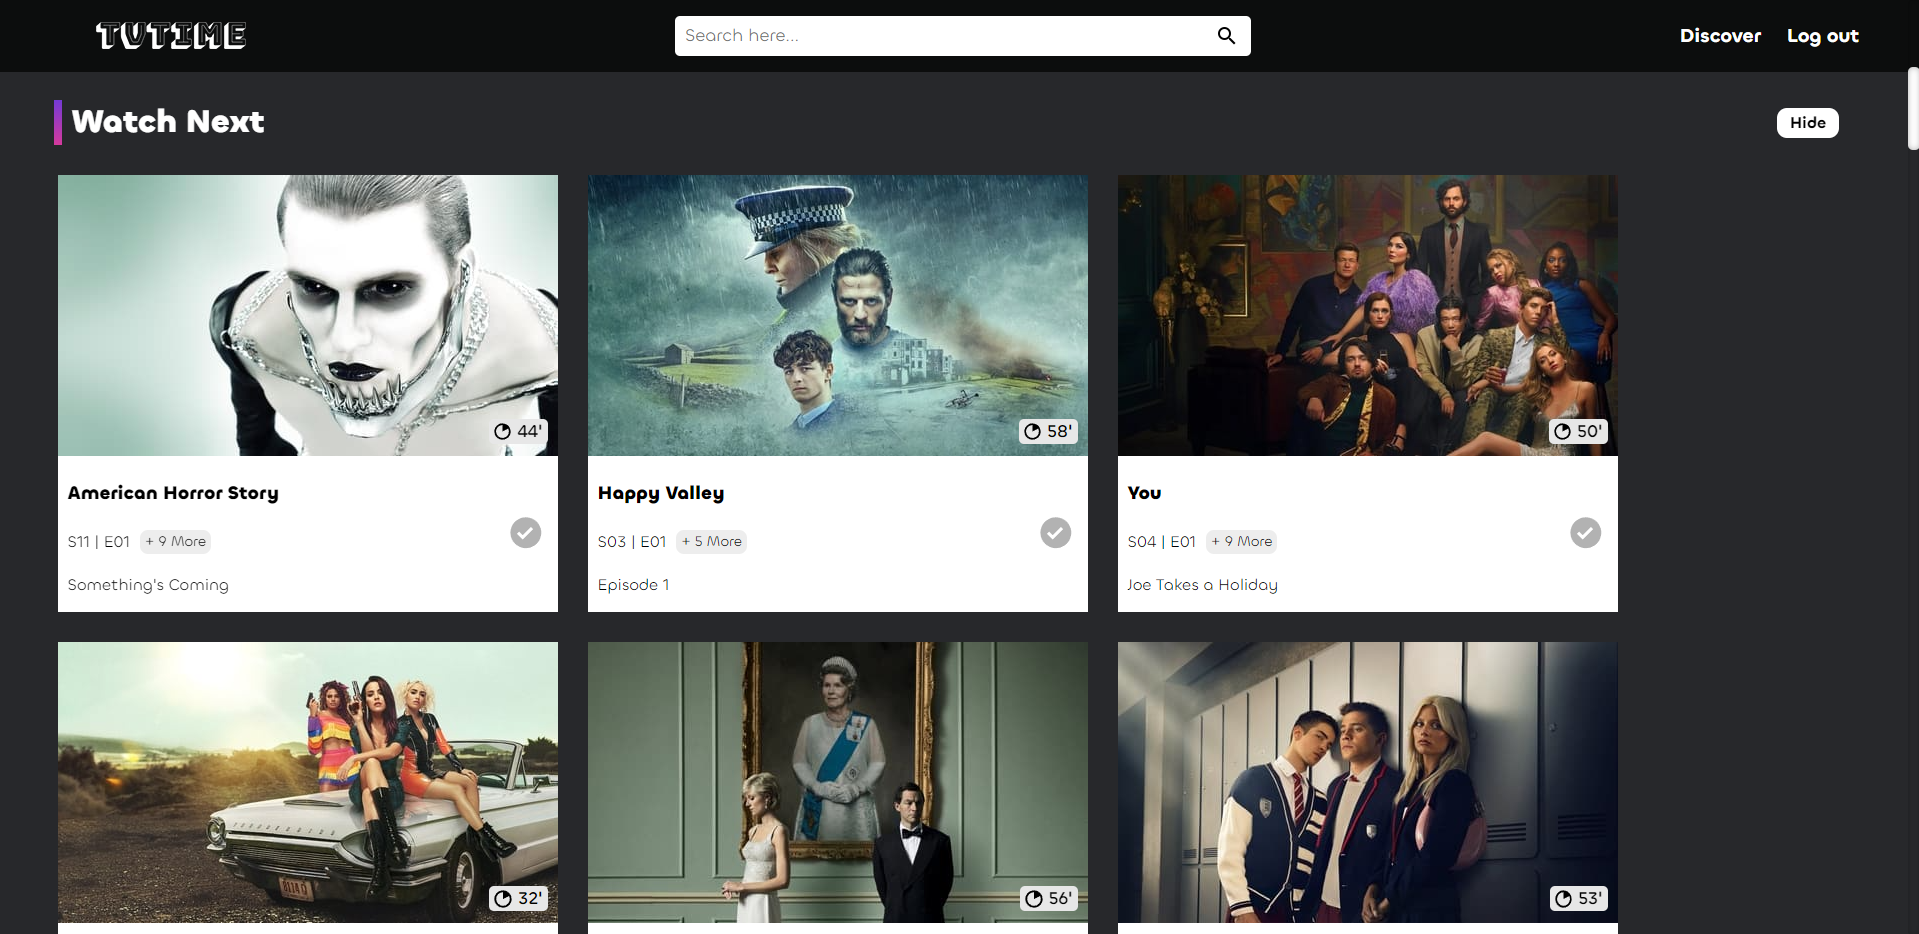 TVTIME
Search here...
Discover
Log out
Watch Next
Hide
44'
58'
50'
American Horror Story
S11 | E01 + 9 More
Something's Coming
Happy Valley
S03 | E01 + 5 More
Episode 1
You
S04 | E01 + 9 More
Joe Takes a Holiday
32'
56'
53'